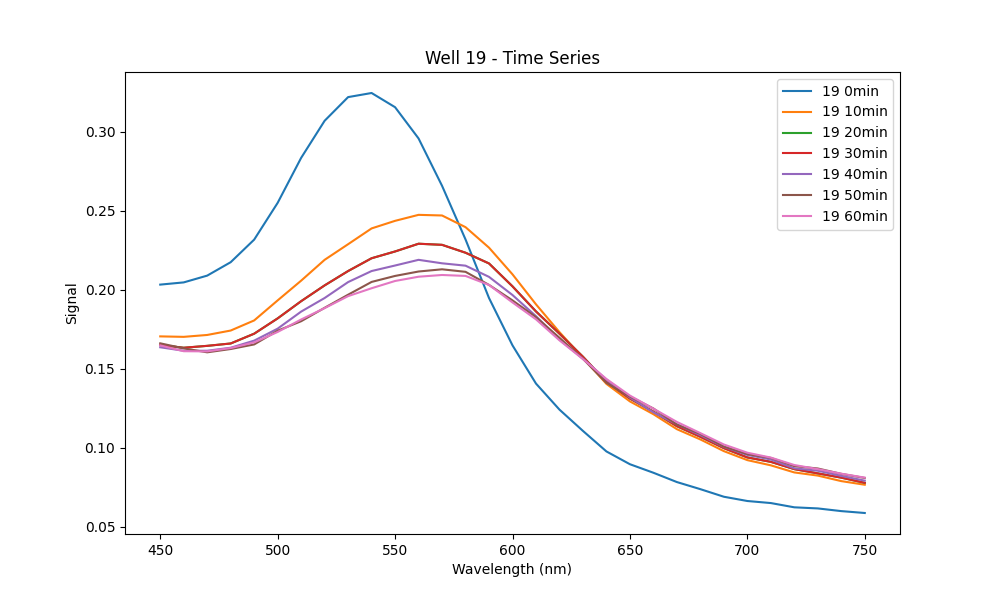 Well 19 - Time Series
19 0min
19 10min
19 20min
19 30min
19 40min
19 50min
19 60min
Signal
0.30
0.25
0.20
0.15
0.10
0.05
450 500 550 600 650 700 750
Wavelength (nm)